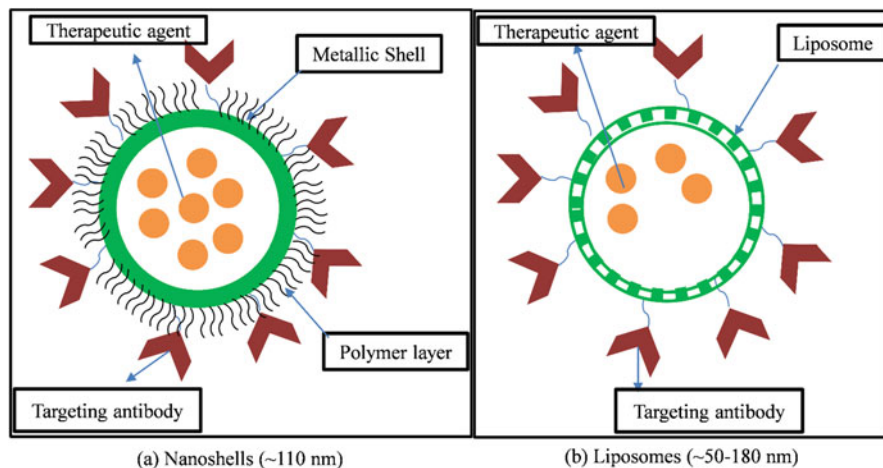 Therapeutic agent
Metallic Shell
Polymer layer
Targeting antibody
(a) Nanoshells (~110 nm)
Therapeutic agent
Liposome
Targeting antibody
(b) Liposomes (~50-180 nm)